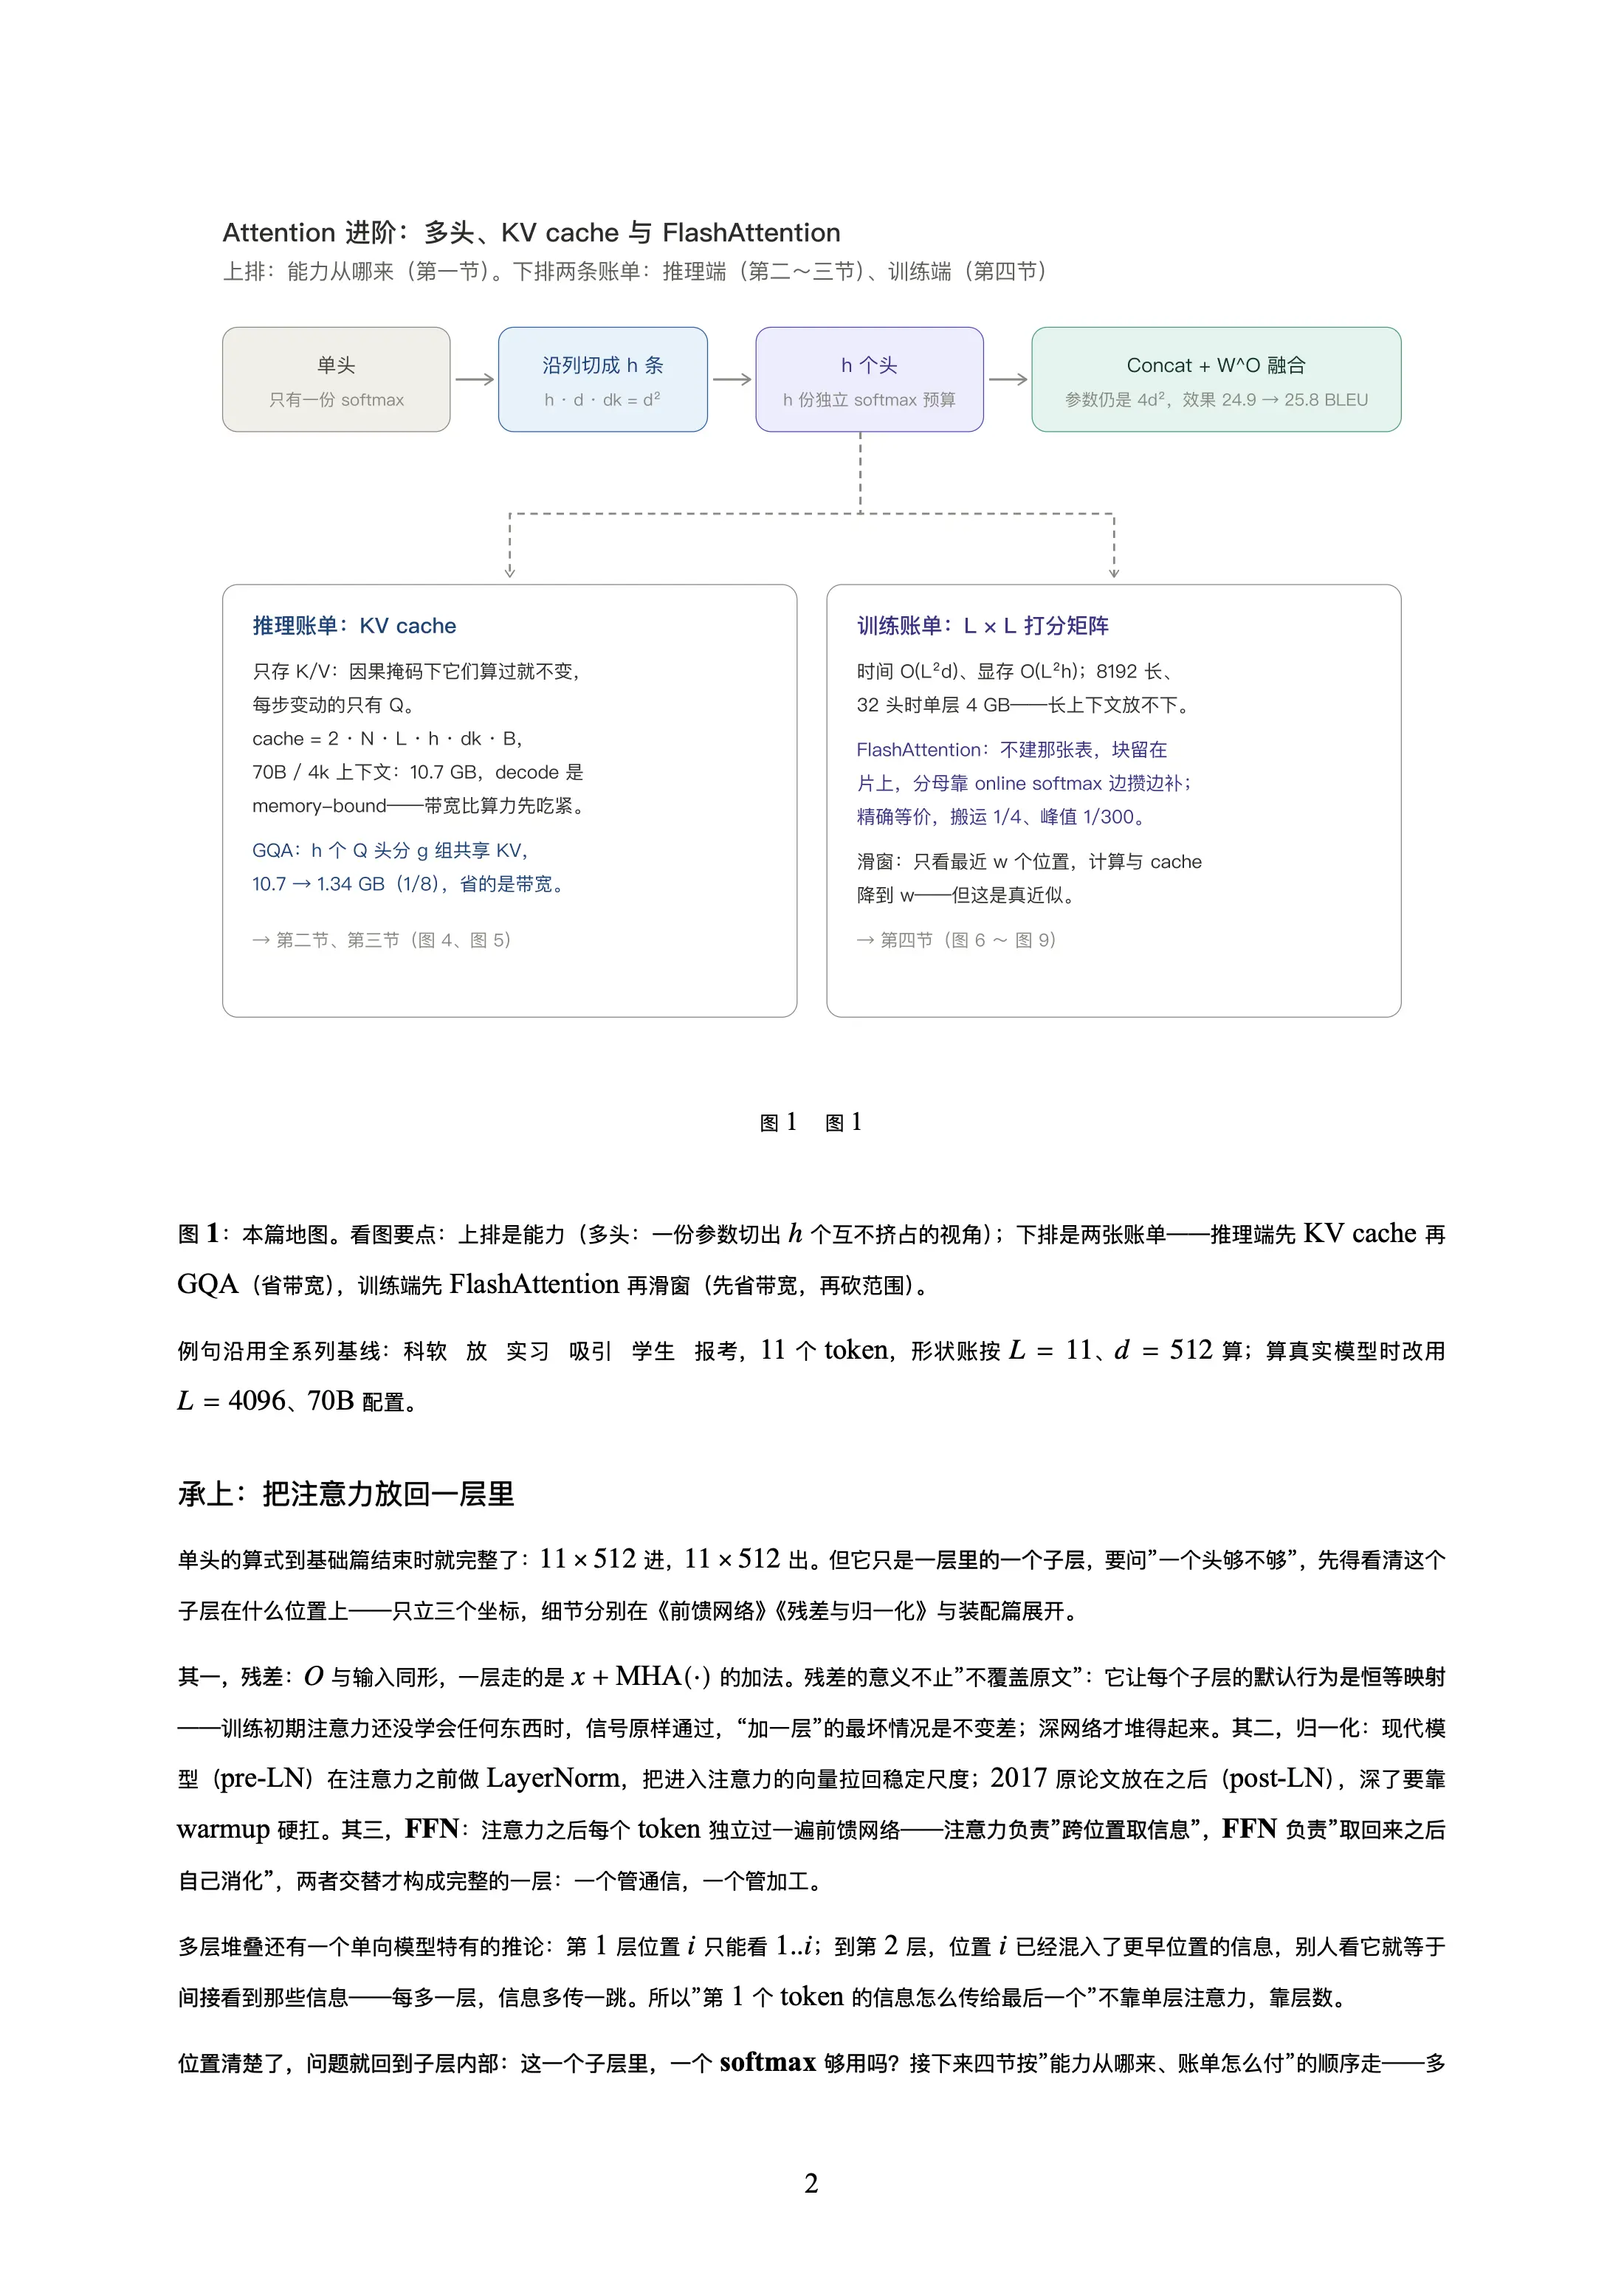 Attention 进阶：多头、KV cache 与 FlashAttention
上排：能力从哪来（第一节）。下排两条账单：推理端（第二～三节）、训练端（第四节）
单头
只有一份 softmax
沿列切成 h 条
h · d · dk = d²
h 个头
h 份独立 softmax 预算
Concat + W^O 融合
参数仍是 4d²，效果 24.9 → 25.8 BLEU
推理账单：KV cache
只存 K/V：因果掩码下它们算过就不变，
每步变动的只有 Q。
cache = 2 · N · L · h · dk · B，
70B / 4k 上下文：10.7 GB，decode 是
memory-bound——带宽比算力先吃紧。
GQA：h 个 Q 头分 g 组共享 KV，
10.7 → 1.34 GB（1/8），省的是带宽。
→ 第二节、第三节（图 4、图 5）
训练账单：L × L 打分矩阵
时间 O(L²d)、显存 O(L²h)；8192 长、
32 头时单层 4 GB——长上下文放不下。
FlashAttention：不建那张表，块留在
片上，分母靠 online softmax 边攒边补；
精确等价，搬运 1/4、峰值 1/300。
滑窗：只看最近 w 个位置，计算与 cache
降到 w——但这是真近似。
→ 第四节（图 6 ～ 图 9）
图 1 图 1
图 1：本篇地图。看图要点：上排是能力（多头：一份参数切出 h 个互不挤占的视角）；下排是两张账单——推理端先 KV cache 再
GQA（省带宽），训练端先 FlashAttention 再滑窗（先省带宽，再砍范围）。
例句沿用全系列基线：科软 放 实习 吸引 学生 报考，11 个 token，形状账按 L = 11、d = 512 算；算真实模型时改用
L = 4096、70B 配置。
承上：把注意力放回一层里
单头的算式到基础篇结束时就完整了：11 × 512 进，11 × 512 出。但它只是一层里的一个子层，要问”一个头够不够”，先得看清这个
子层在什么位置上——只立三个坐标，细节分别在《前馈网络》《残差与归一化》与装配篇展开。
其一，残差：O 与输入同形，一层走的是 x + MHA(·) 的加法。残差的意义不止”不覆盖原文”：它让每个子层的默认行为是恒等映射
——训练初期注意力还没学会任何东西时，信号原样通过，“加一层”的最坏情况是不变差；深网络才堆得起来。其二，归一化：现代模
型（pre-LN）在注意力之前做 LayerNorm，把进入注意力的向量拉回稳定尺度；2017 原论文放在之后（post-LN），深了要靠
warmup 硬扛。其三，FFN：注意力之后每个 token 独立过一遍前馈网络——注意力负责”跨位置取信息”，FFN 负责”取回来之后
自己消化”，两者交替才构成完整的一层：一个管通信，一个管加工。
多层堆叠还有一个单向模型特有的推论：第 1 层位置 i 只能看 1..i；到第 2 层，位置 i 已经混入了更早位置的信息，别人看它就等于
间接看到那些信息——每多一层，信息多传一跳。所以”第 1 个 token 的信息怎么传给最后一个”不靠单层注意力，靠层数。
位置清楚了，问题就回到子层内部：这一个子层里，一个 softmax 够用吗？接下来四节按”能力从哪来、账单怎么付”的顺序走——多
2